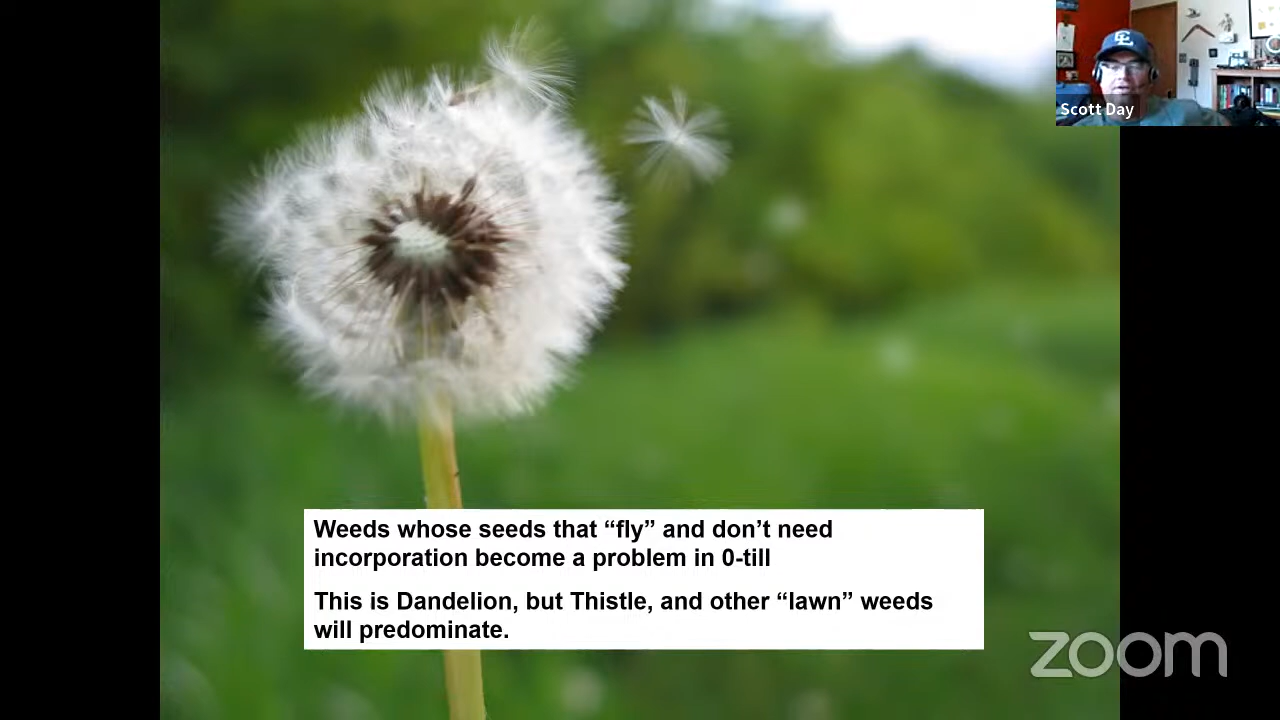 Scott Day
Weeds whose seeds that “fly” and don’t need
incorporation become a problem in 0-till
This is Dandelion, but Thistle, and other “lawn” weeds
will predominate.
zoom